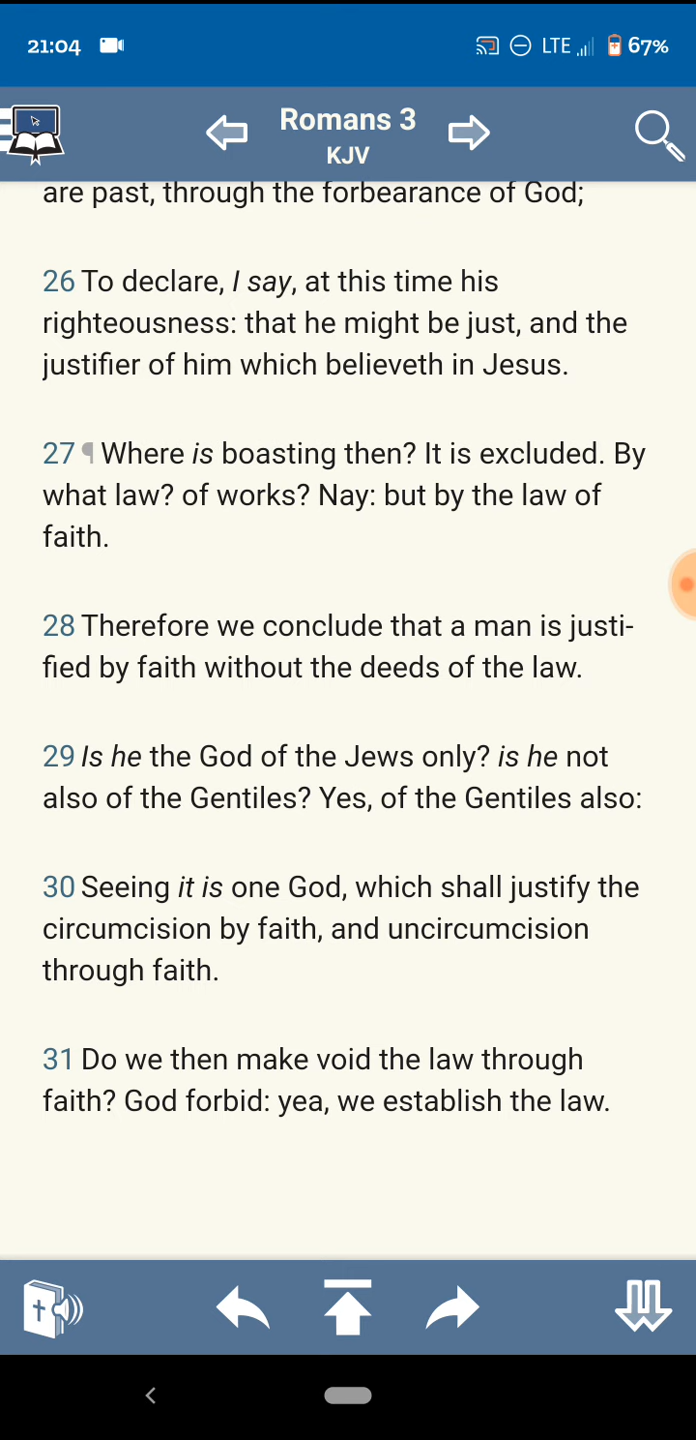 21:04 LTE 67%
Romans 3
KJV
are past, through the forbearance of God;
26 To declare, I say, at this time his
righteousness: that he might be just, and the
justifier of him which believeth in Jesus.
27 ¶ Where is boasting then? It is excluded. By
what law? of works? Nay: but by the law of
faith.
28 Therefore we conclude that a man is justi-
fied by faith without the deeds of the law.
29 Is he the God of the Jews only? is he not
also of the Gentiles? Yes, of the Gentiles also:
30 Seeing it is one God, which shall justify the
circumcision by faith, and uncircumcision
through faith.
31 Do we then make void the law through
faith? God forbid: yea, we establish the law.